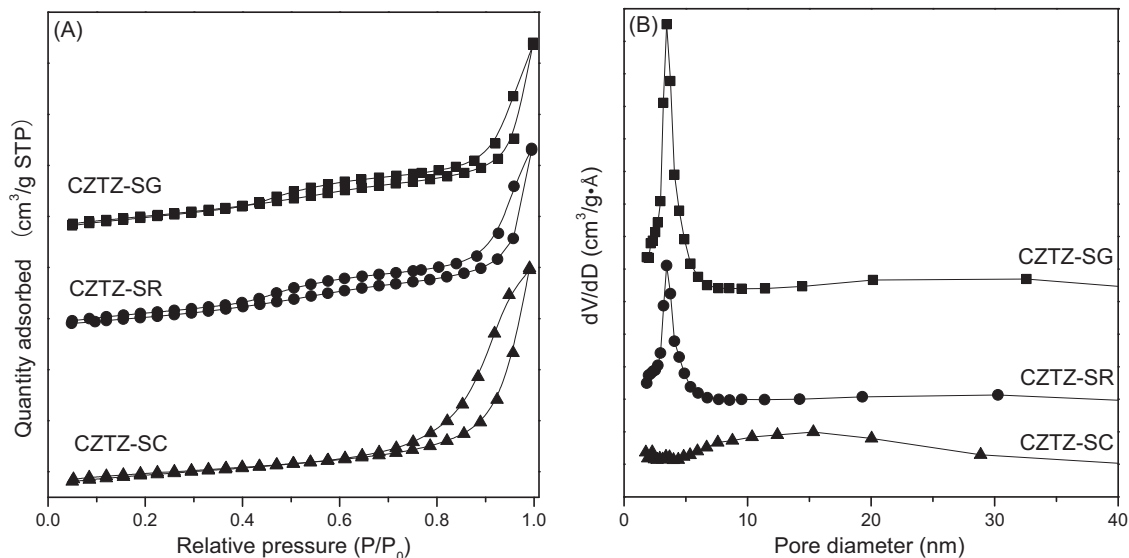 (A)
CZTZ-SG
CZTZ-SR
CZTZ-SC
Quantity adsorbed (cm³/g STP)
0.0 0.2 0.4 0.6 0.8 1.0
Relative pressure (P/P₀)
(B)
CZTZ-SG
CZTZ-SR
CZTZ-SC
dV/dD (cm³/g•Å)
0 10 20 30 40
Pore diameter (nm)